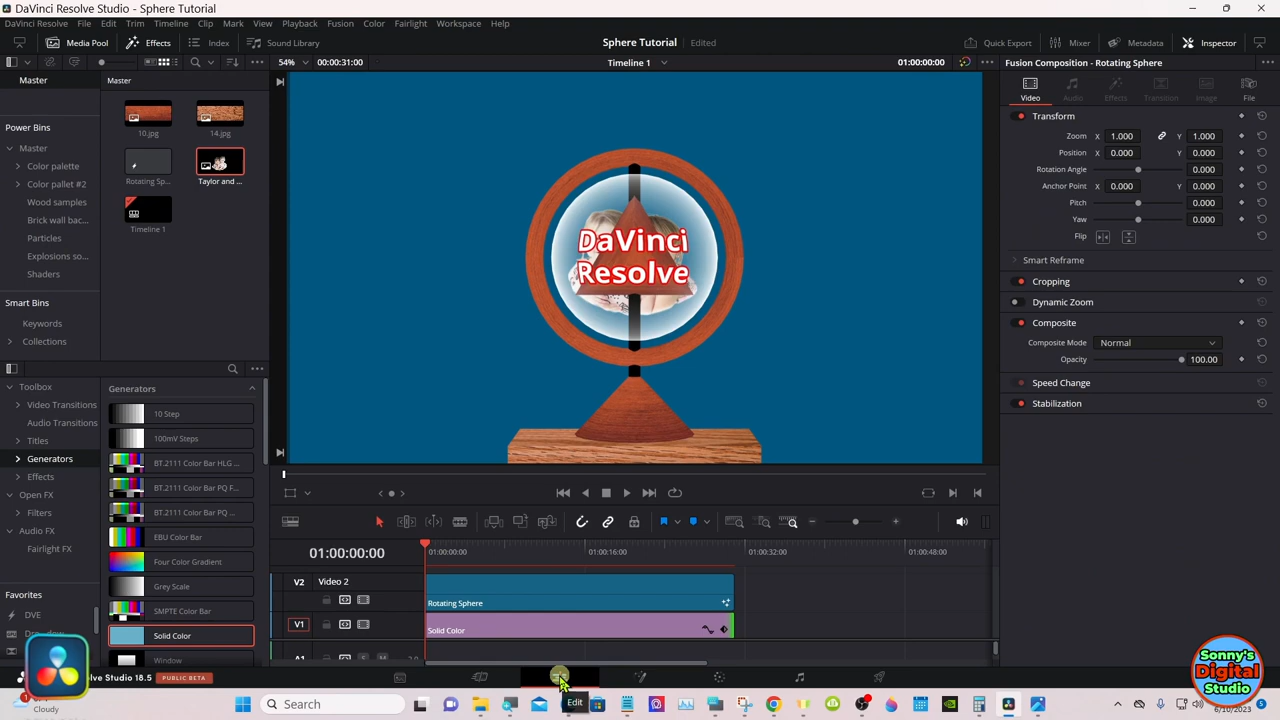 DaVinci Resolve Studio - Sphere Tutorial
DaVinci Resolve File Edit Trim Timeline Clip Mark View Playback Fusion Color Fairlight Workspace Help
Media Pool Effects Index Sound Library Sphere Tutorial Edited Quick Export Mixer Metadata Inspector
54% 00:00:31:00 Timeline 1 01:00:00:00 Fusion Composition - Rotating Sphere
Master Master
Video Audio Effects Transition Image File
Power Bins
Master
Color palette
Color pallet #2
Wood samples
Brick wall bac...
Particles
Explosions so...
Shaders
Smart Bins
Keywords
Collections
10.jpg 14.jpg
Rotating Sp... Taylor and ...
Timeline 1
DaVinci
Resolve
Transform
Zoom X 1.000 Y 1.000
Position X 0.000 Y 0.000
Rotation Angle 0.000
Anchor Point X 0.000 Y 0.000
Pitch 0.000
Yaw 0.000
Flip
Smart Reframe
Cropping
Dynamic Zoom
Composite
Composite Mode Normal
Opacity 100.00
Speed Change
Stabilization
Toolbox
Video Transitions
Audio Transitions
Titles
Generators
Effects
Open FX
Filters
Audio FX
Fairlight FX
Favorites
DVE
Generators
10 Step
100mV Steps
BT.2111 Color Bar HLG ...
BT.2111 Color Bar PQ F...
BT.2111 Color Bar PQ ...
EBU Color Bar
Four Color Gradient
Grey Scale
SMPTE Color Bar
Solid Color
Window
01:00:00:00 01:00:00:00 01:00:16:00 01:00:32:00 01:00:48:00
V2 Video 2
Rotating Sphere
V1
Solid Color
A1 S M 2.0
Studio 18.5 PUBLIC BETA
Edit
Sonny's
Digital
Studio
Cloudy
Search